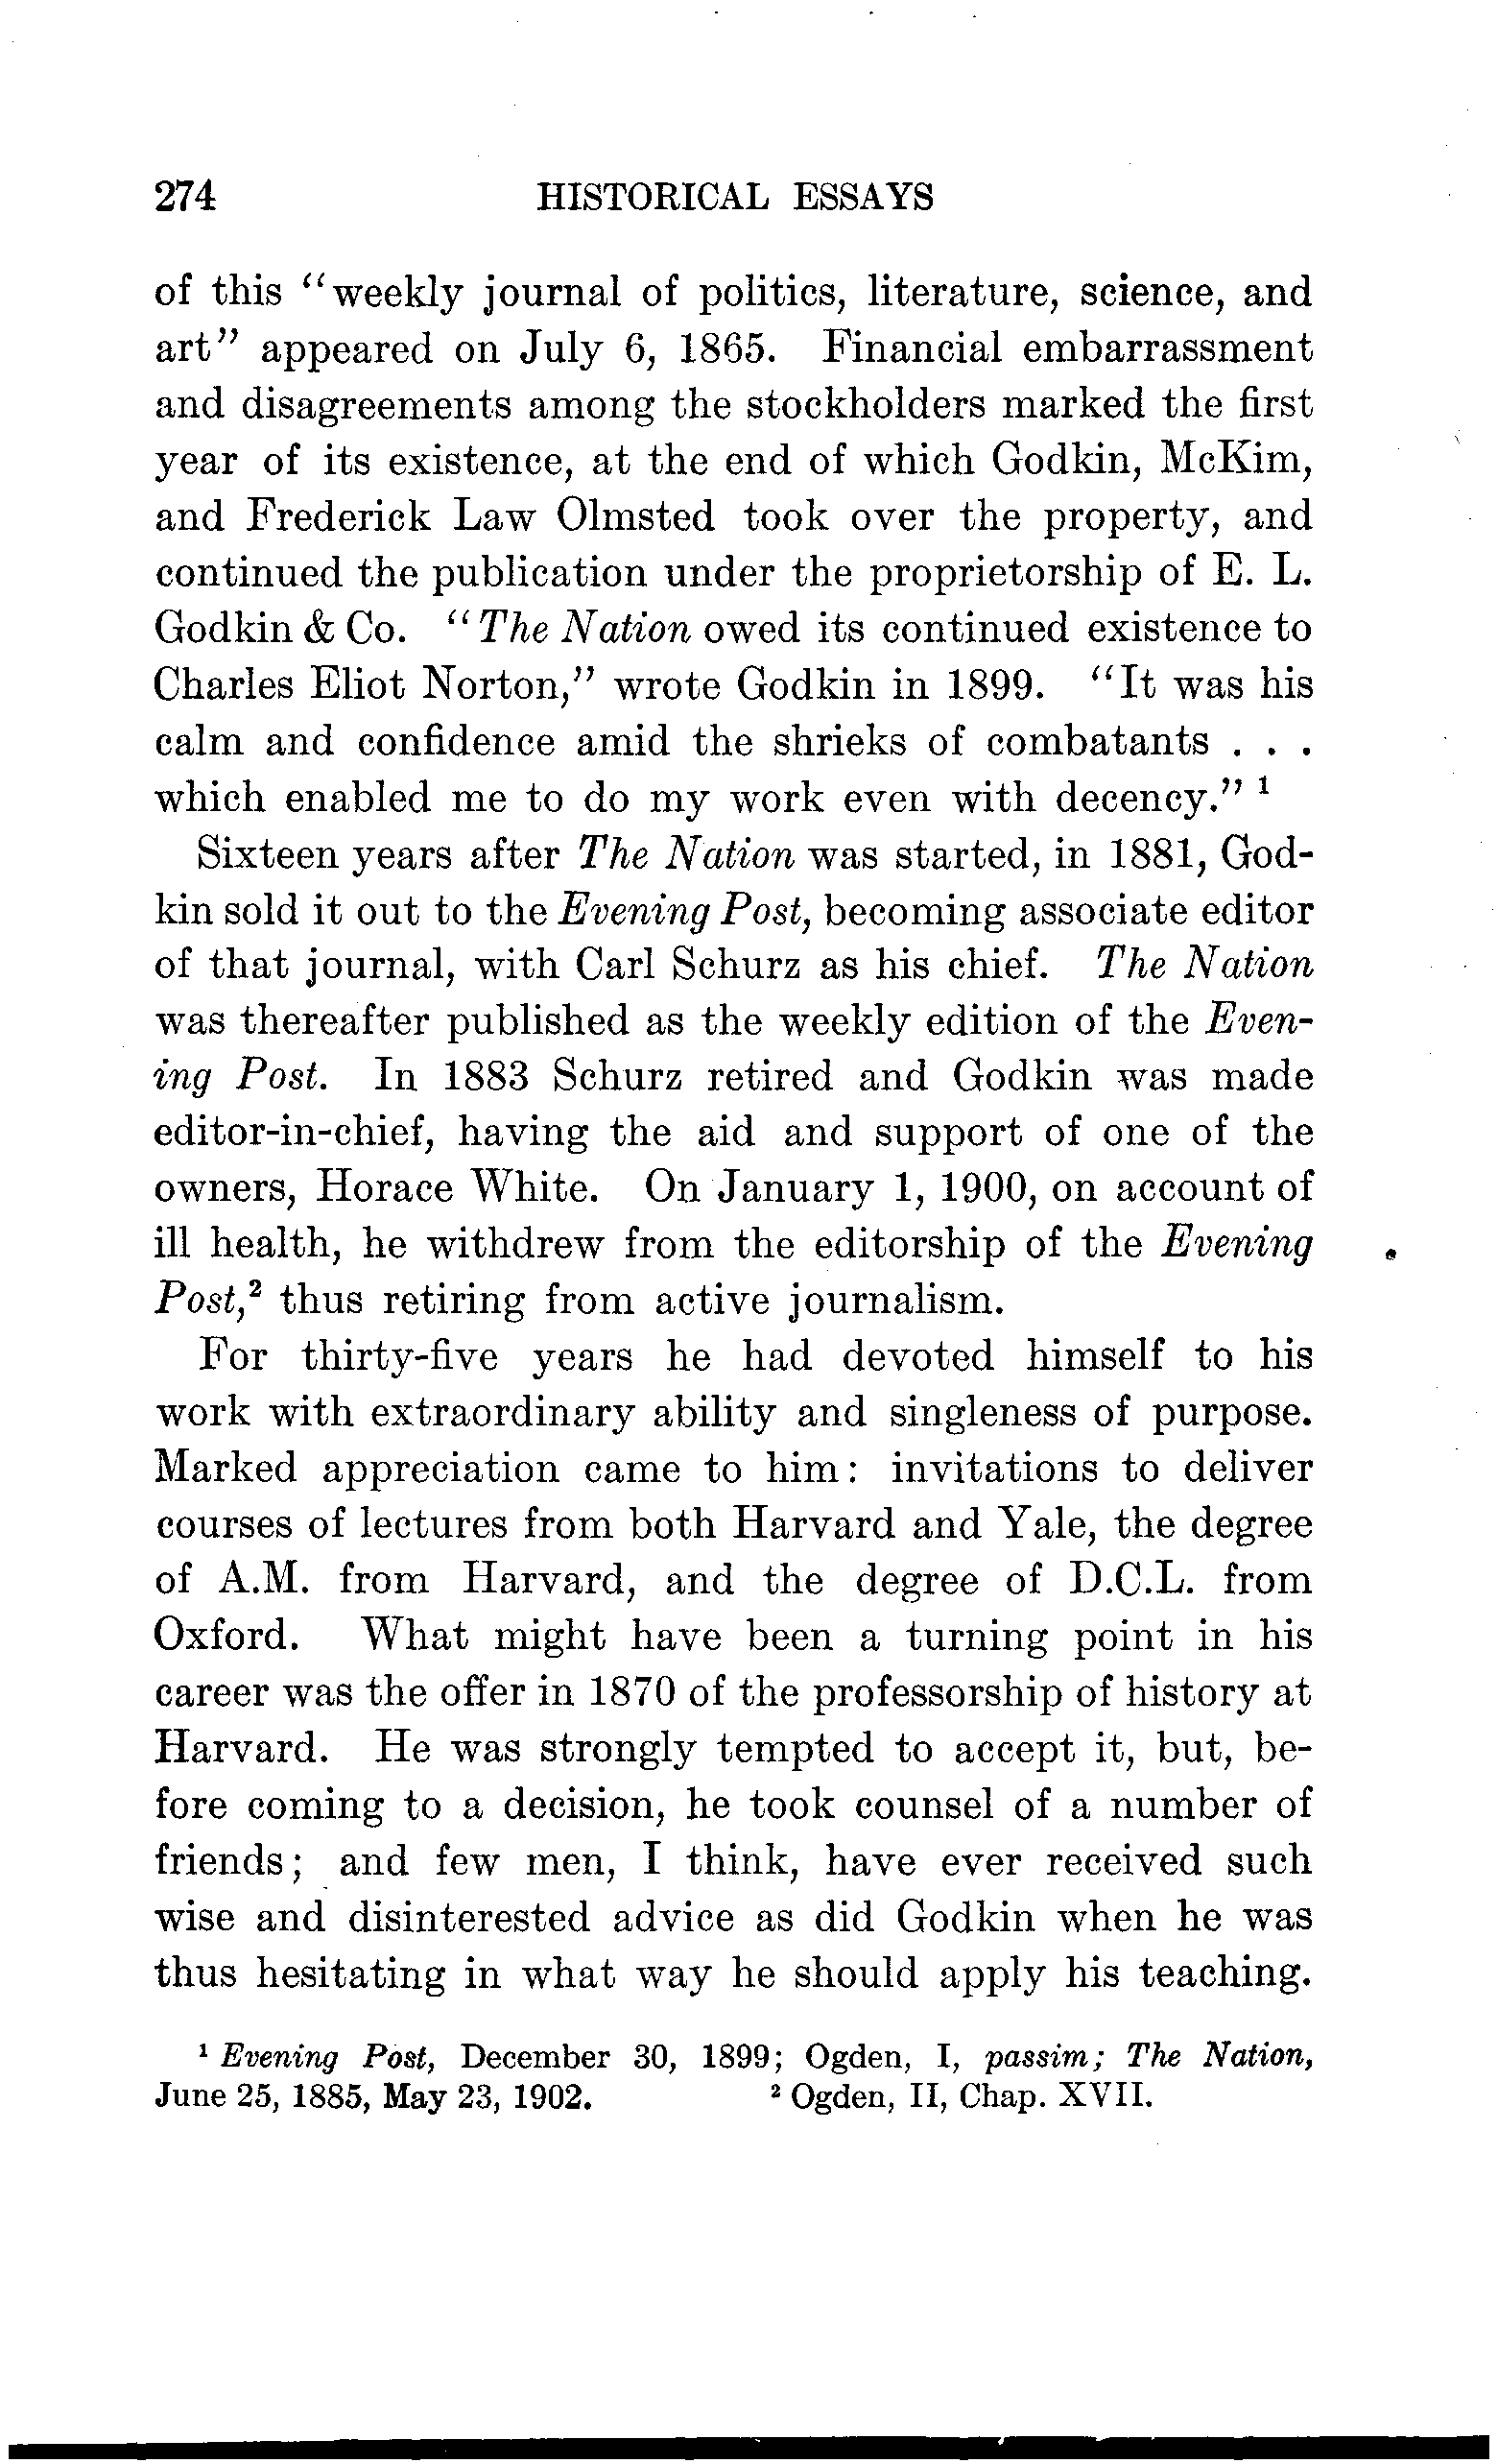 274 HISTORICAL ESSAYS
of this "weekly journal of politics, literature, science, and
art" appeared on July 6, 1865. Financial embarrassment
and disagreements among the stockholders marked the first
year of its existence, at the end of which Godkin, McKim,
and Frederick Law Olmsted took over the property, and
continued the publication under the proprietorship of E. L.
Godkin & Co. "The Nation owed its continued existence to
Charles Eliot Norton," wrote Godkin in 1899. "It was his
calm and confidence amid the shrieks of combatants . . .
which enabled me to do my work even with decency." ¹
Sixteen years after The Nation was started, in 1881, God-
kin sold it out to the Evening Post, becoming associate editor
of that journal, with Carl Schurz as his chief. The Nation
was thereafter published as the weekly edition of the Even-
ing Post. In 1883 Schurz retired and Godkin was made
editor-in-chief, having the aid and support of one of the
owners, Horace White. On January 1, 1900, on account of
ill health, he withdrew from the editorship of the Evening
Post,² thus retiring from active journalism.
For thirty-five years he had devoted himself to his
work with extraordinary ability and singleness of purpose.
Marked appreciation came to him: invitations to deliver
courses of lectures from both Harvard and Yale, the degree
of A.M. from Harvard, and the degree of D.C.L. from
Oxford. What might have been a turning point in his
career was the offer in 1870 of the professorship of history at
Harvard. He was strongly tempted to accept it, but, be-
fore coming to a decision, he took counsel of a number of
friends; and few men, I think, have ever received such
wise and disinterested advice as did Godkin when he was
thus hesitating in what way he should apply his teaching.
¹ Evening Post, December 30, 1899; Ogden, I, passim; The Nation,
June 25, 1885, May 23, 1902. ² Ogden, II, Chap. XVII.